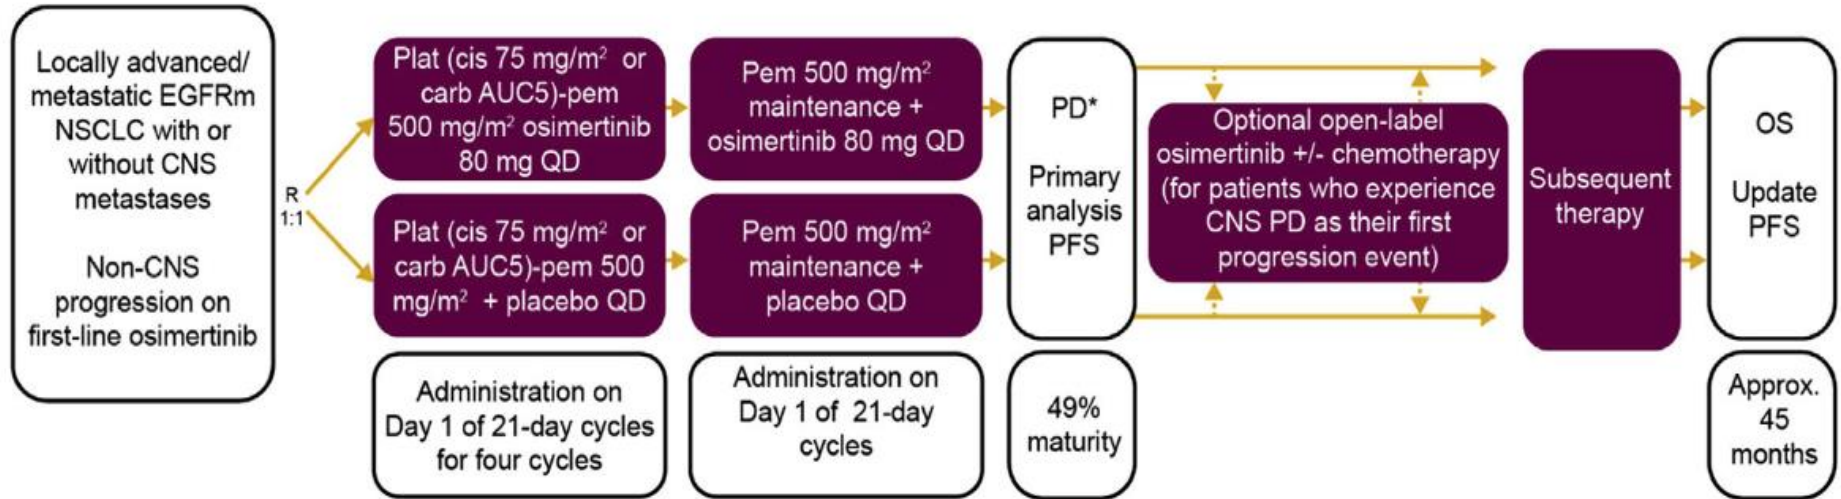 Locally advanced/
metastatic EGFRm
NSCLC with or
without CNS
metastases
Non-CNS
progression on
first-line osimertinib
R
1:1
Plat (cis 75 mg/m² or
carb AUC5)-pem
500 mg/m² osimertinib
80 mg QD
Plat (cis 75 mg/m² or
carb AUC5)-pem 500
mg/m² + placebo QD
Administration on
Day 1 of 21-day cycles
for four cycles
Pem 500 mg/m²
maintenance +
osimertinib 80 mg QD
Pem 500 mg/m²
maintenance +
placebo QD
Administration on
Day 1 of 21-day
cycles
PD*
Primary
analysis
PFS
49%
maturity
Optional open-label
osimertinib +/- chemotherapy
(for patients who experience
CNS PD as their first
progression event)
Subsequent
therapy
OS
Update
PFS
Approx.
45
months